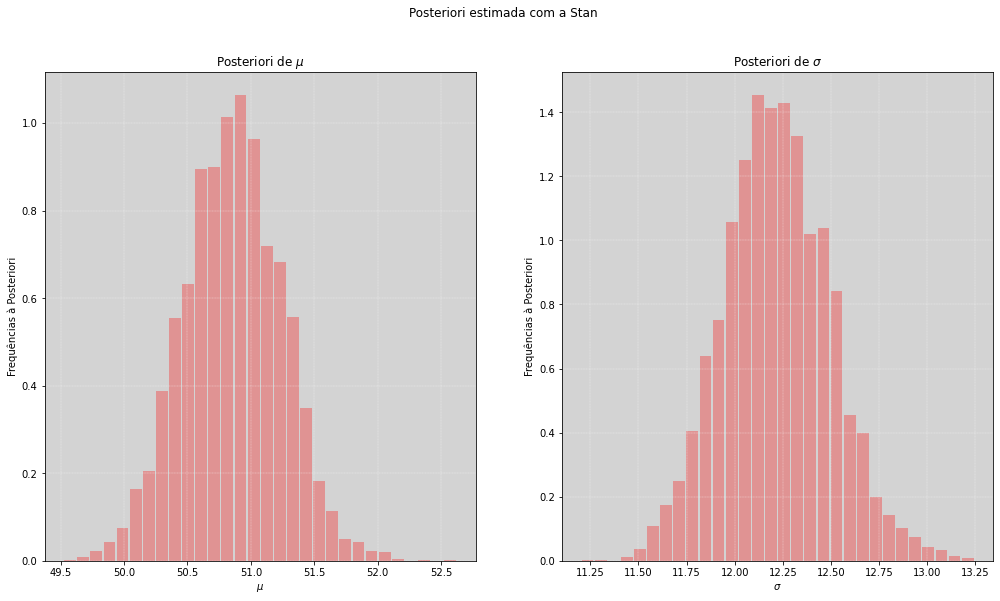 Posteriori estimada com a Stan
Posteriori de μ
Frequências à Posteriori
1.0
0.8
0.6
0.4
0.2
0.0
49.5 50.0 50.5 51.0 51.5 52.0 52.5
μ
Posteriori de σ
Frequências à Posteriori
1.4
1.2
1.0
0.8
0.6
0.4
0.2
0.0
11.25 11.50 11.75 12.00 12.25 12.50 12.75 13.00 13.25
σ